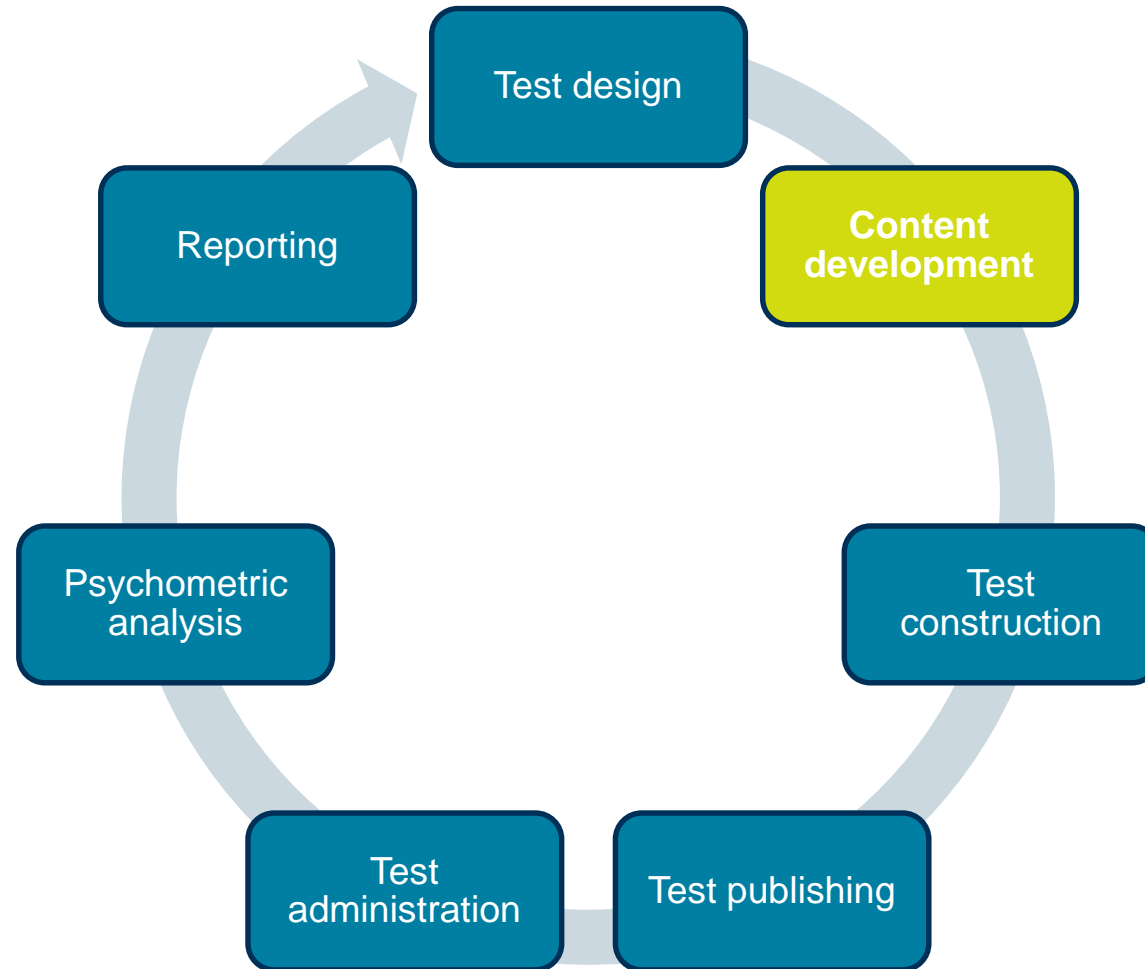 Test design
Content
development
Test
construction
Test publishing
Test
administration
Psychometric
analysis
Reporting